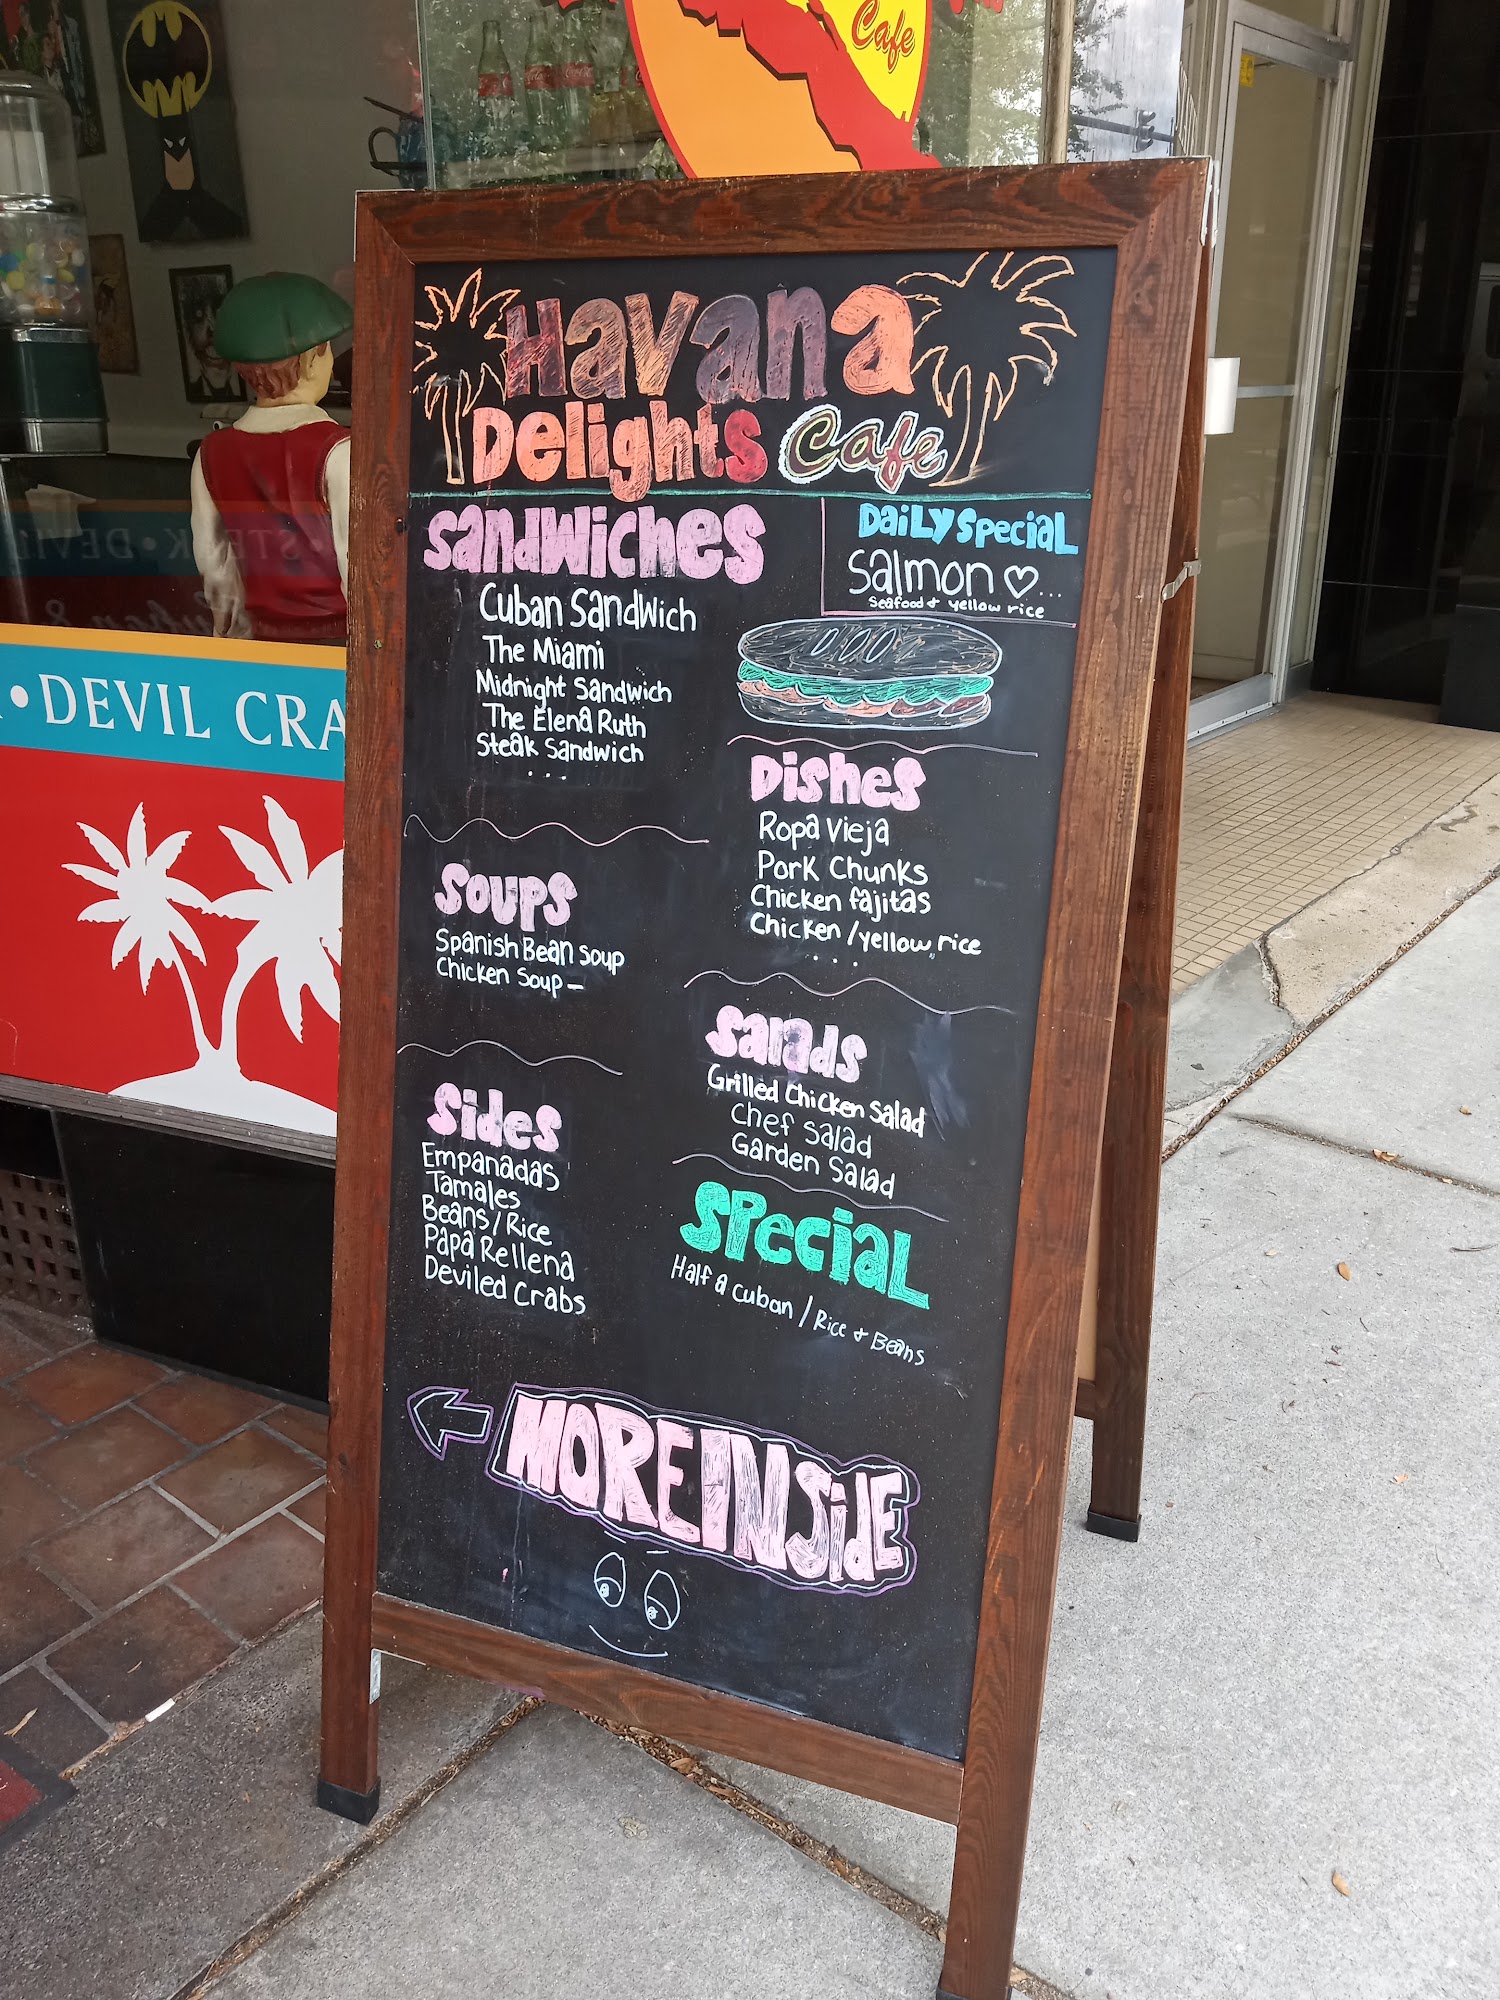 Cafe
Havana
Delights Cafe
Sandwiches
Cuban Sandwich
The Miami
Midnight Sandwich
The Elena Ruth
Steak Sandwich
...
Daily Special
Salmon ♡...
Seafood & yellow rice
Dishes
Ropa Vieja
Pork Chunks
Chicken fajitas
Chicken / yellow rice
...
Soups
Spanish Bean Soup
Chicken Soup –
Salads
Grilled Chicken Salad
Chef Salad
Garden Salad
Sides
Empanadas
Tamales
Beans / Rice
Papa Rellena
Deviled Crabs
Special
Half a cuban / Rice & Beans
MORE INSidE
• DEVIL CRA